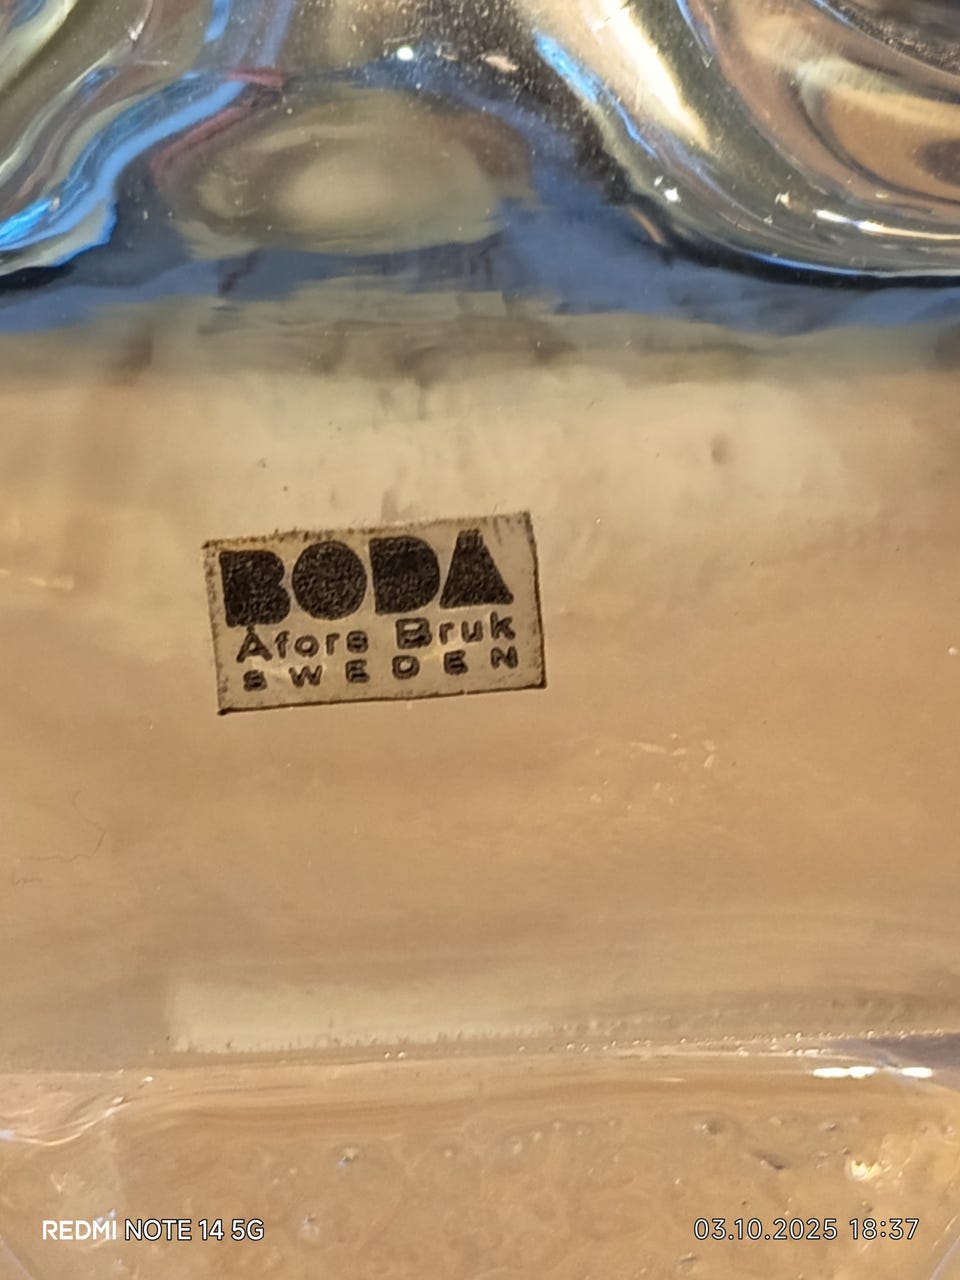 BODA
Åfors Bruk
SWEDEN
REDMI NOTE 14 5G
03.10.2025 18:37